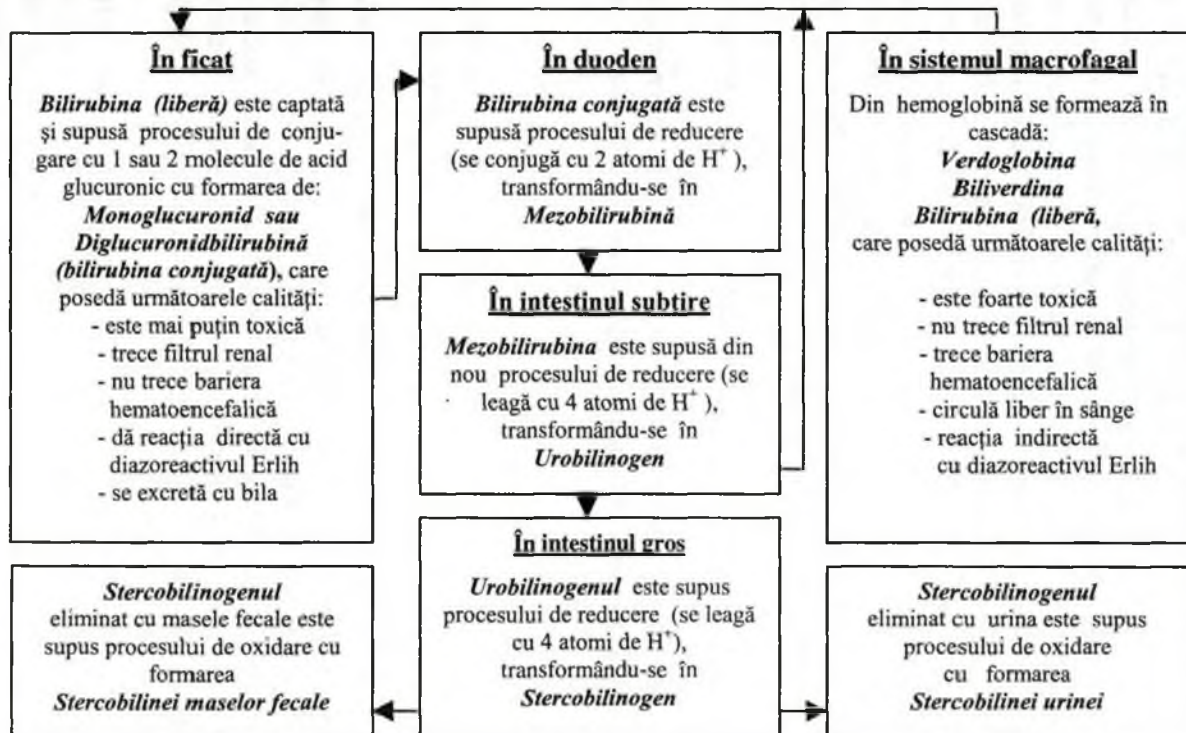 În ficat
Bilirubina (liberă) este captată
și supusă procesului de conju-
gare cu 1 sau 2 molecule de acid
glucuronic cu formarea de:
Monoglucuronid sau
Diglucuronidbilirubină
(bilirubina conjugată), care
posedă următoarele calități:
- este mai puțin toxică
- trece filtrul renal
- nu trece bariera
hematoencefalică
- dă reacția directă cu
diazoreactivul Erlih
- se excretă cu bila
În duoden
Bilirubina conjugată este
supusă procesului de reducere
(se conjugă cu 2 atomi de H+ ),
transformându-se în
Mezobilirubină
În intestinul subtire
Mezobilirubina este supusă din
nou procesului de reducere (se
leagă cu 4 atomi de H+ ),
transformându-se în
Urobilinogen
În intestinul gros
Urobilinogenul este supus
procesului de reducere (se leagă
cu 4 atomi de H+),
transformându-se în
Stercobilinogen
În sistemul macrofagal
Din hemoglobină se formează în
cascadă:
Verdoglobina
Biliverdina
Bilirubina (liberă,
care posedă următoarele calități:
- este foarte toxică
- nu trece filtrul renal
- trece bariera
hematoencefalică
- circulă liber în sânge
- reacția indirectă
cu diazoreactivul Erlih
Stercobilinogenul
eliminat cu masele fecale este
supus procesului de oxidare cu
formarea
Stercobilinei maselor fecale
Stercobilinogenul
eliminat cu urina este supus
procesului de oxidare
cu formarea
Stercobilinei urinei